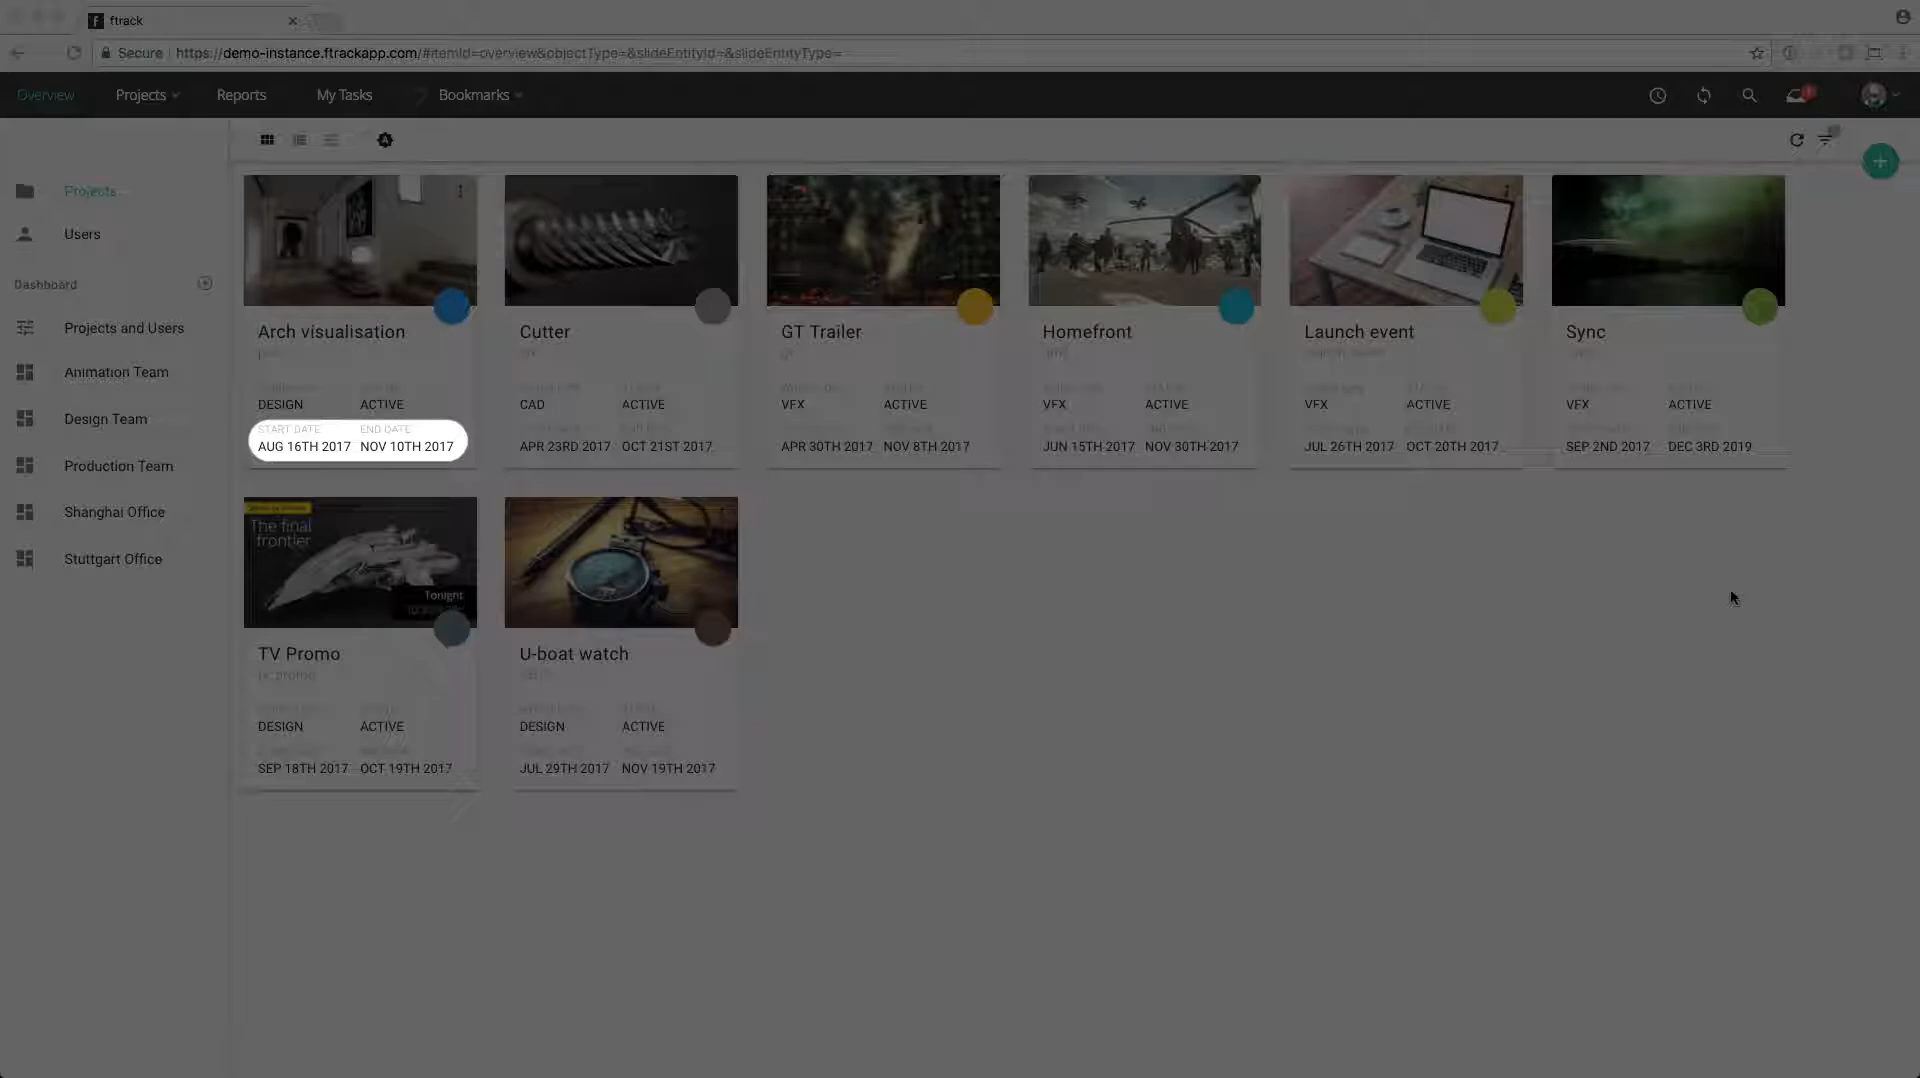 ftrack
Secure https://demo-instance.ftrackapp.com/#itemId=overview&objectType=&slideEntityId=&slideEntityType=
Overview Projects Reports My Tasks Bookmarks
Projects
Users
Dashboard
Projects and Users
Animation Team
Design Team
Production Team
Shanghai Office
Stuttgart Office
Arch visualisation
DESIGN ACTIVE
START DATE END DATE
AUG 16TH 2017 NOV 10TH 2017
Cutter
CAD ACTIVE
APR 23RD 2017 OCT 21ST 2017
GT Trailer
VFX ACTIVE
APR 30TH 2017 NOV 8TH 2017
Homefront
VFX ACTIVE
JUN 15TH 2017 NOV 30TH 2017
Launch event
VFX ACTIVE
JUL 26TH 2017 OCT 20TH 2017
Sync
VFX ACTIVE
SEP 2ND 2017 DEC 3RD 2019
The final
frontier
Tonight
TV Promo
DESIGN ACTIVE
SEP 18TH 2017 OCT 19TH 2017
U-boat watch
DESIGN ACTIVE
JUL 29TH 2017 NOV 19TH 2017